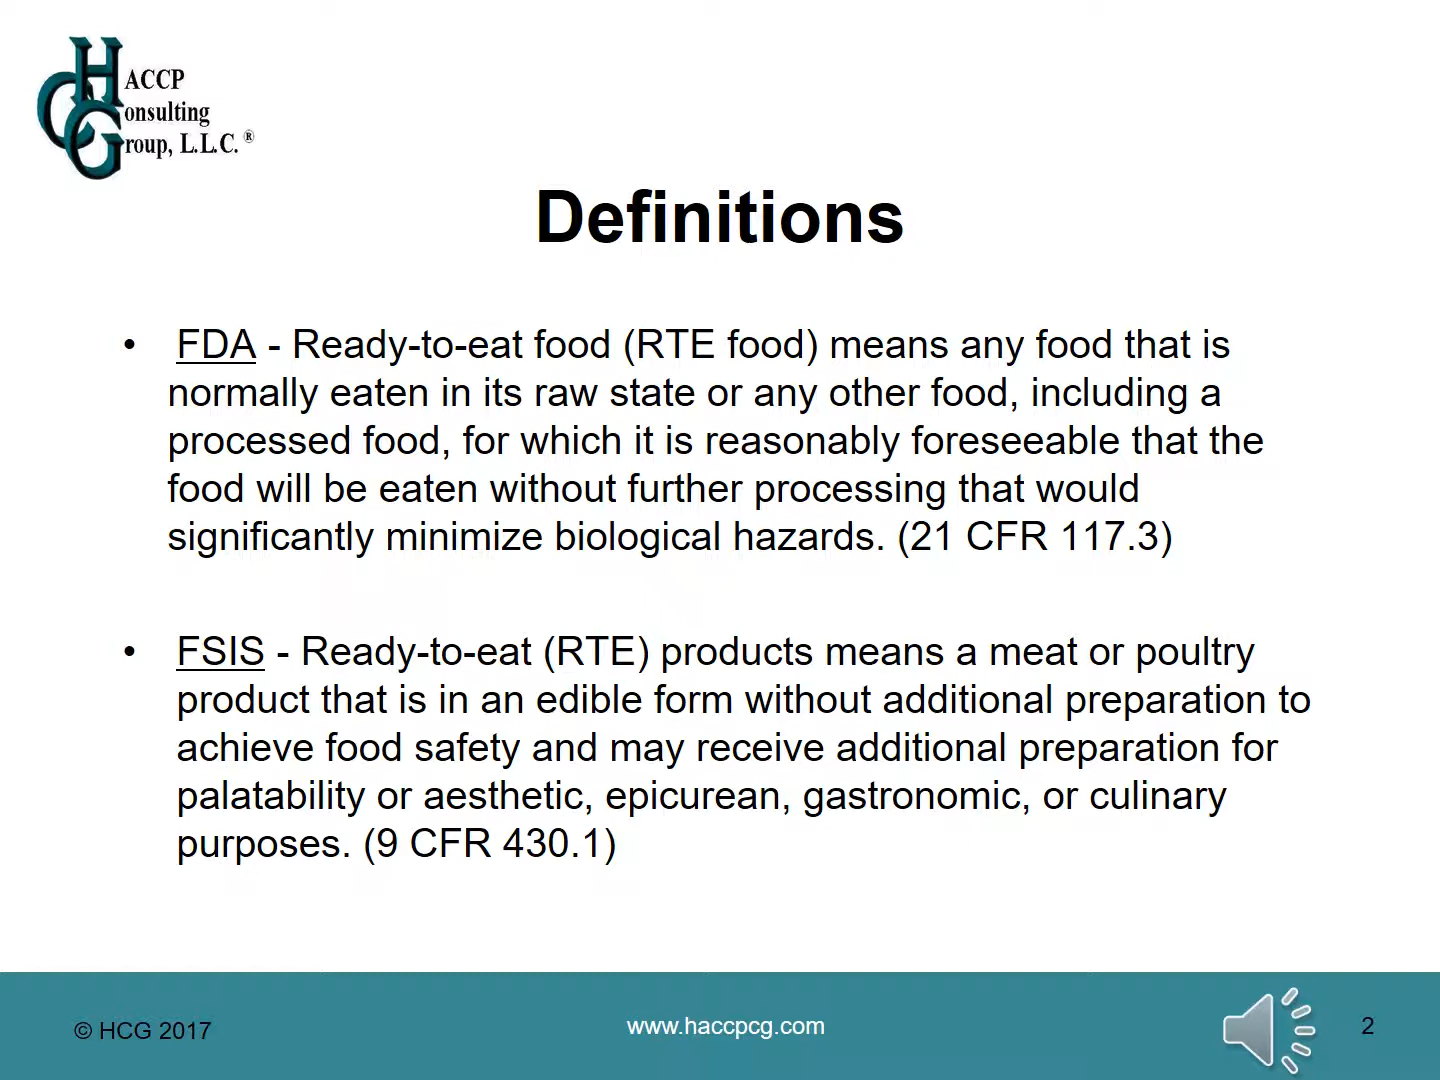 HACCP
Consulting
Group, L.L.C. ®
Definitions
• FDA - Ready-to-eat food (RTE food) means any food that is
normally eaten in its raw state or any other food, including a
processed food, for which it is reasonably foreseeable that the
food will be eaten without further processing that would
significantly minimize biological hazards. (21 CFR 117.3)
• FSIS - Ready-to-eat (RTE) products means a meat or poultry
product that is in an edible form without additional preparation to
achieve food safety and may receive additional preparation for
palatability or aesthetic, epicurean, gastronomic, or culinary
purposes. (9 CFR 430.1)
© HCG 2017
www.haccpcg.com
2